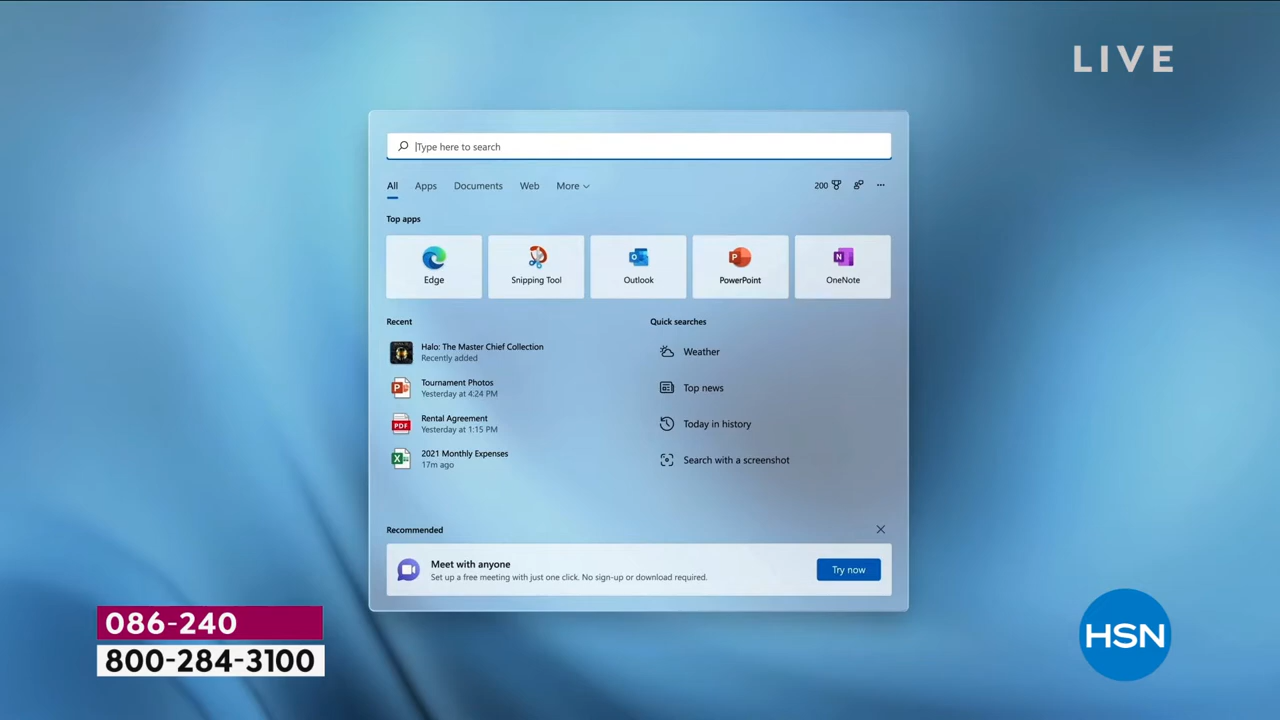 LIVE
Type here to search
All Apps Documents Web More
200
Top apps
Edge Snipping Tool Outlook PowerPoint OneNote
Recent
Halo: The Master Chief Collection
Recently added
Tournament Photos
Yesterday at 4:24 PM
Rental Agreement
Yesterday at 1:15 PM
2021 Monthly Expenses
17m ago
Quick searches
Weather
Top news
Today in history
Search with a screenshot
Recommended
Meet with anyone
Set up a free meeting with just one click. No sign-up or download required.
Try now
086-240
800-284-3100
HSN